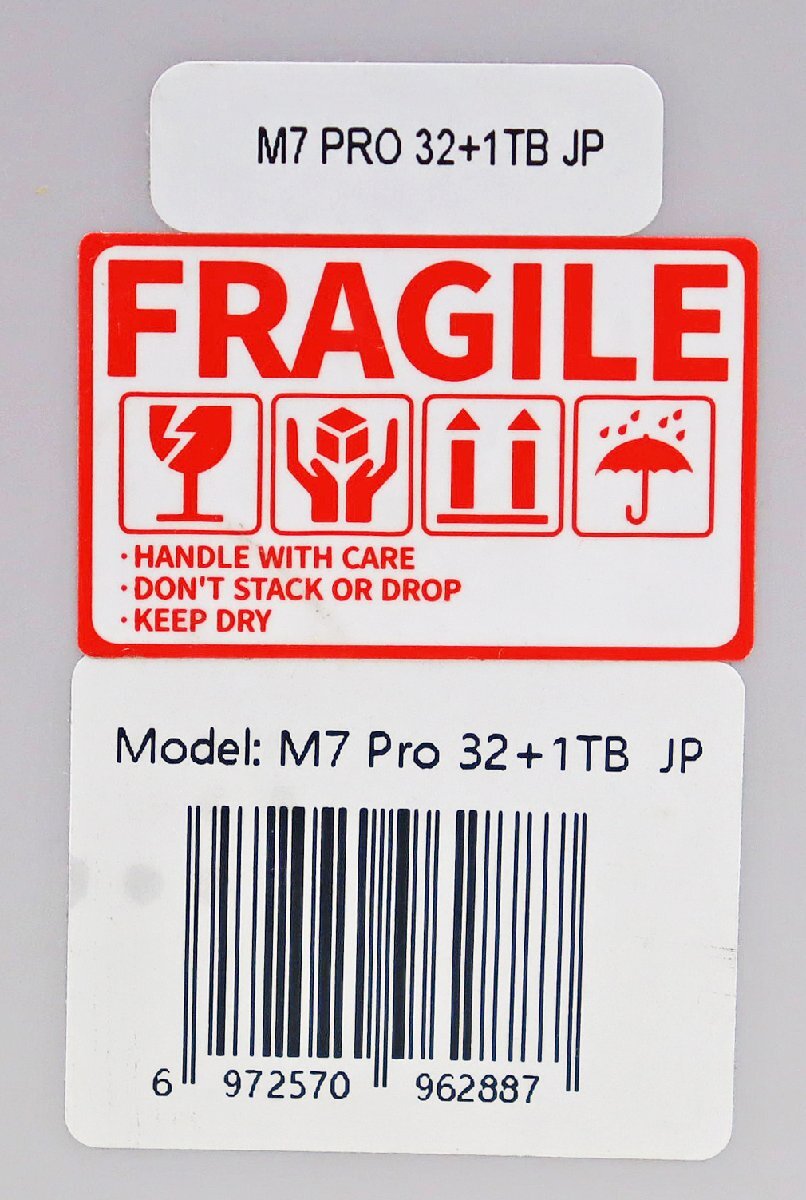 M7 PRO 32+1TB JP
FRAGILE
·HANDLE WITH CARE
·DON'T STACK OR DROP
·KEEP DRY
Model: M7 Pro 32+1TB JP
6 972570 962887